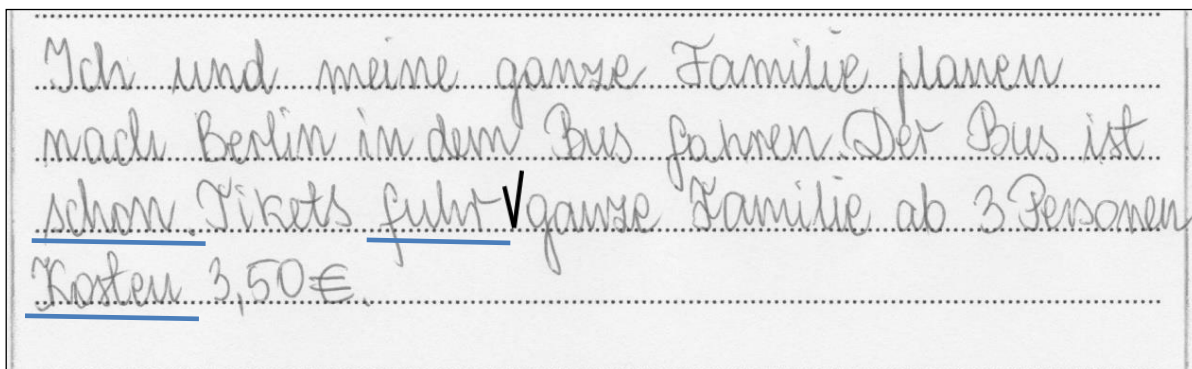 Ich und meine ganze Familie planen
nach Berlin in dem Bus fahren. Der Bus ist
schon. Tikets fuhr √ ganze Familie ab 3 Personen
Kosten 3,50€.